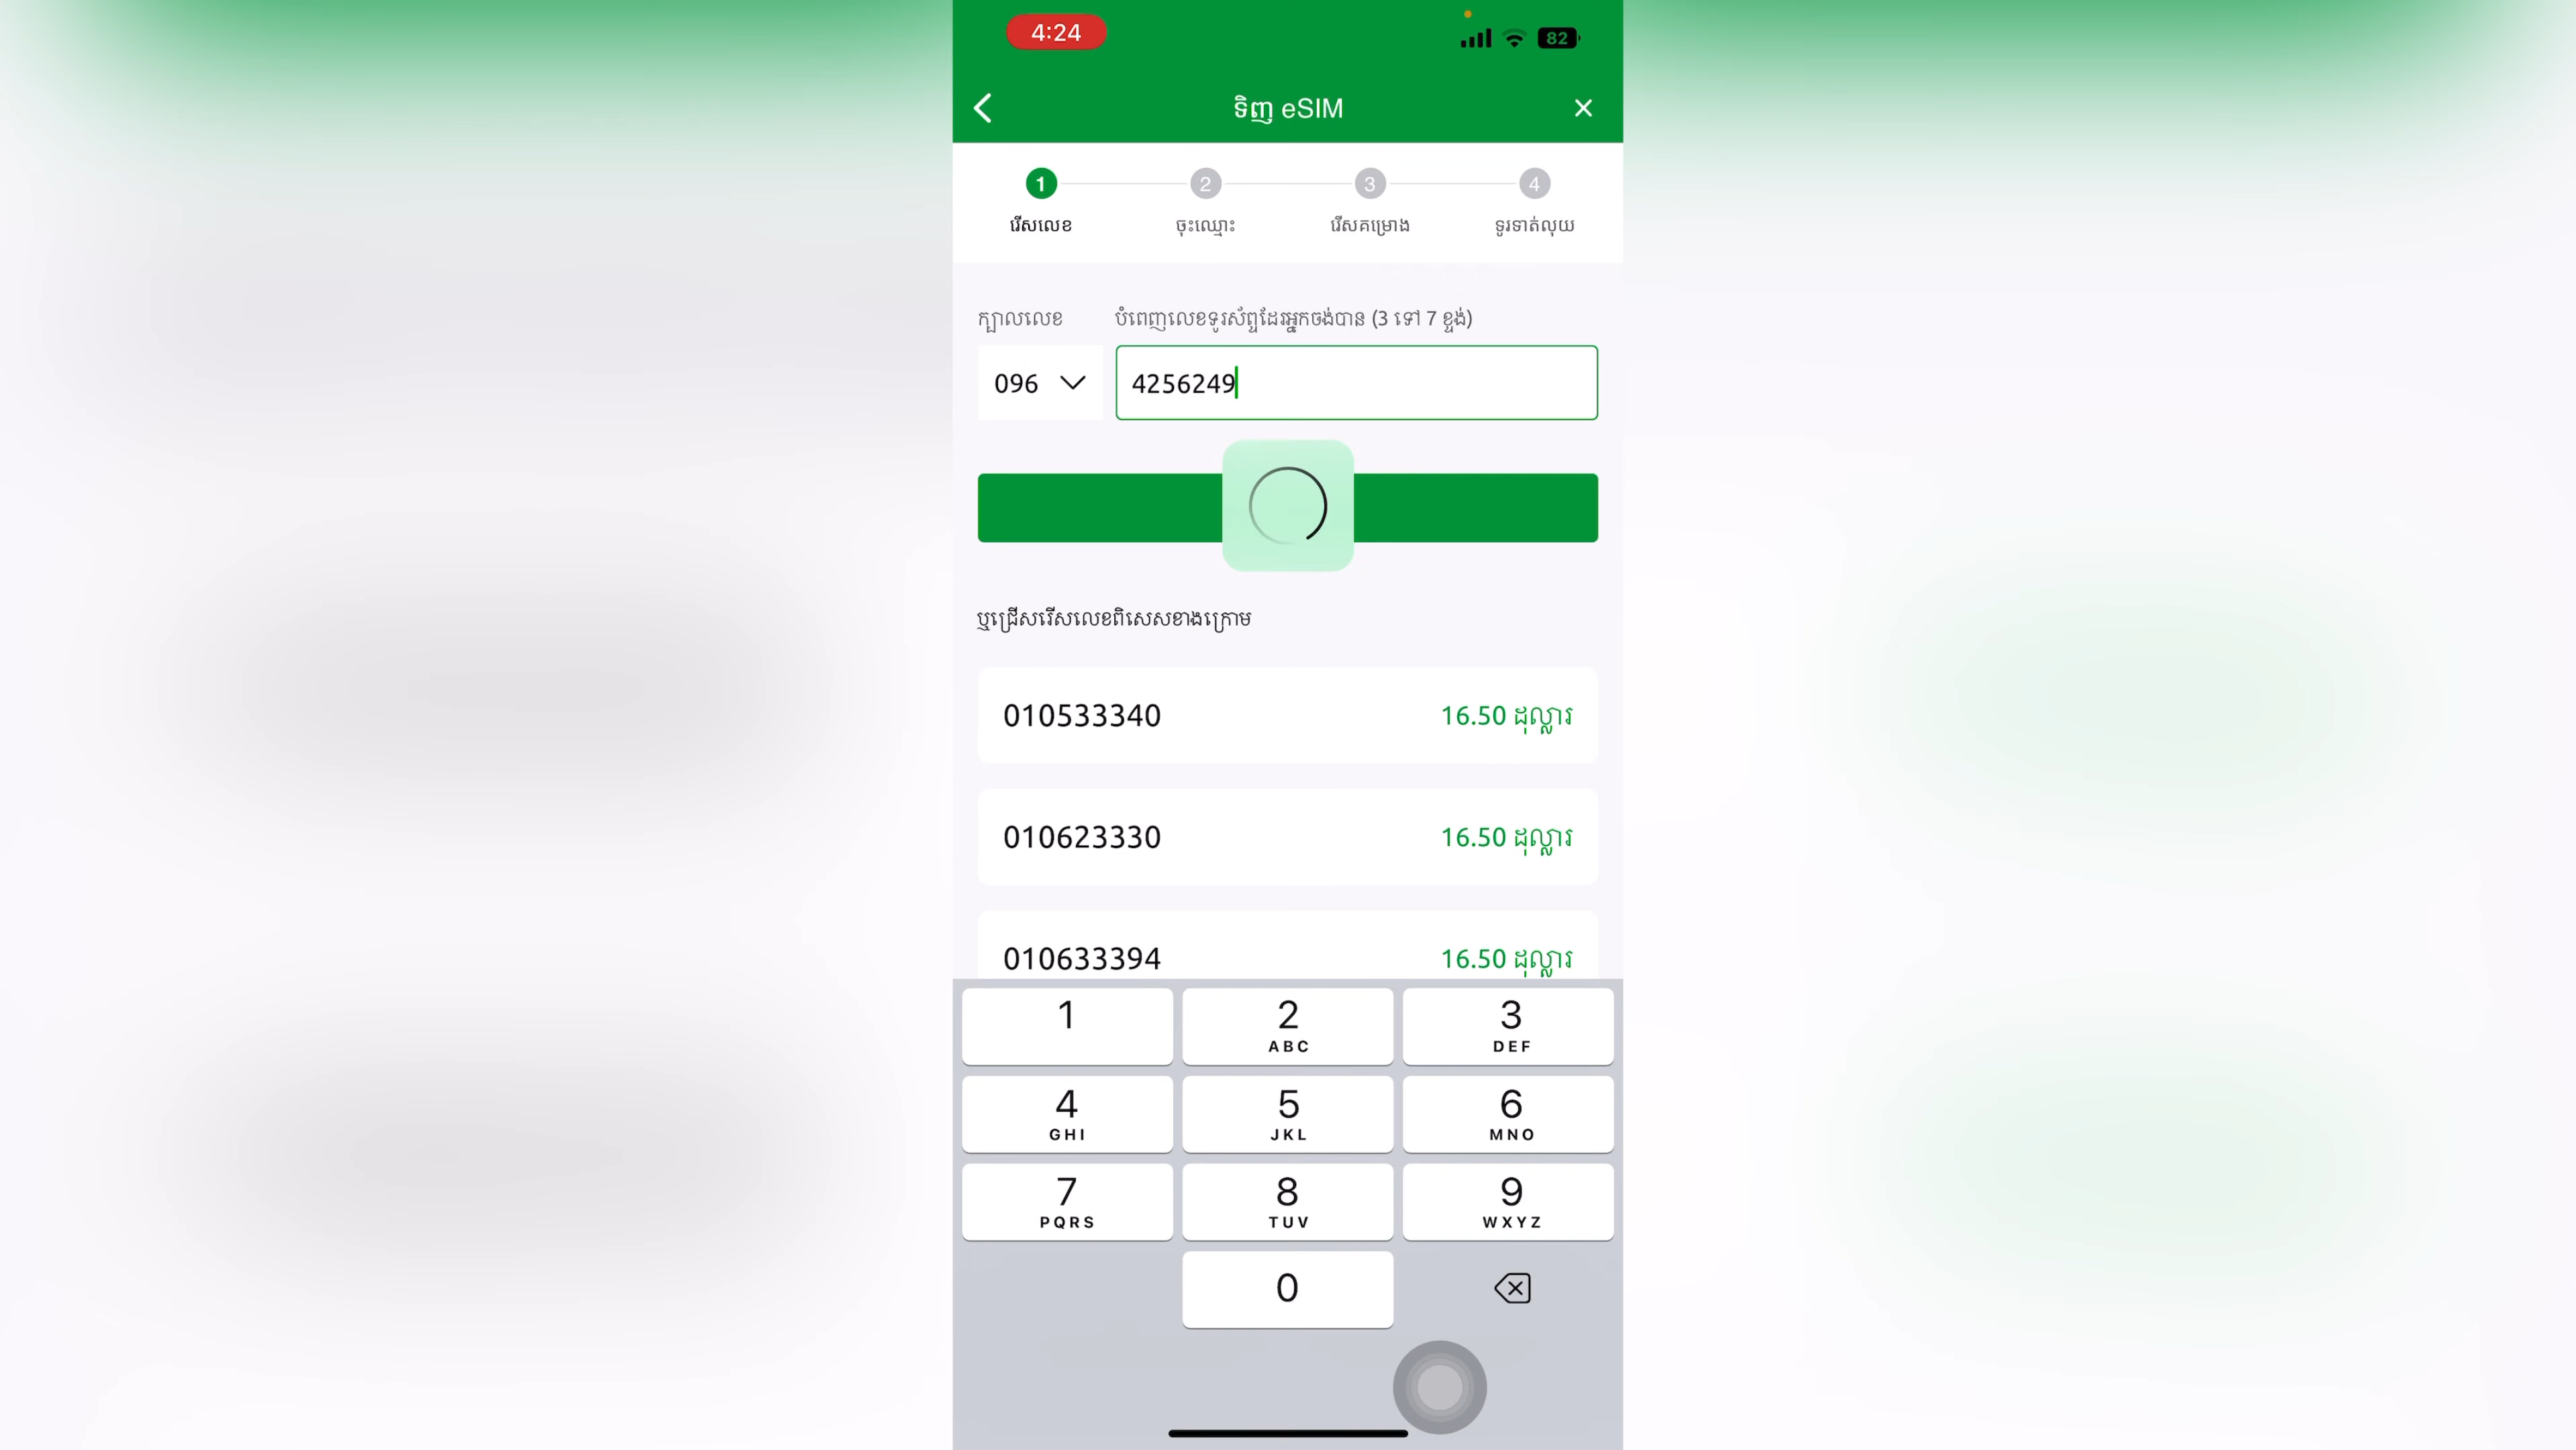 4:24
82
ទិញ eSIM
1 2 3 4
រើសលេខ ចុះឈ្មោះ រើសគម្រោង ទូរទាត់លុយ
ក្បាលលេខ បំពេញលេខទូរស័ព្ទដែរអ្នកចង់បាន (3 ទៅ 7 ខ្ទង់)
096 4256249
ឬជ្រើសរើសលេខពិសេសខាងក្រោម
010533340 16.50 ដុល្លារ
010623330 16.50 ដុល្លារ
010633394 16.50 ដុល្លារ
1 2 3
ABC DEF
4 5 6
GHI JKL MNO
7 8 9
PQRS TUV WXYZ
0